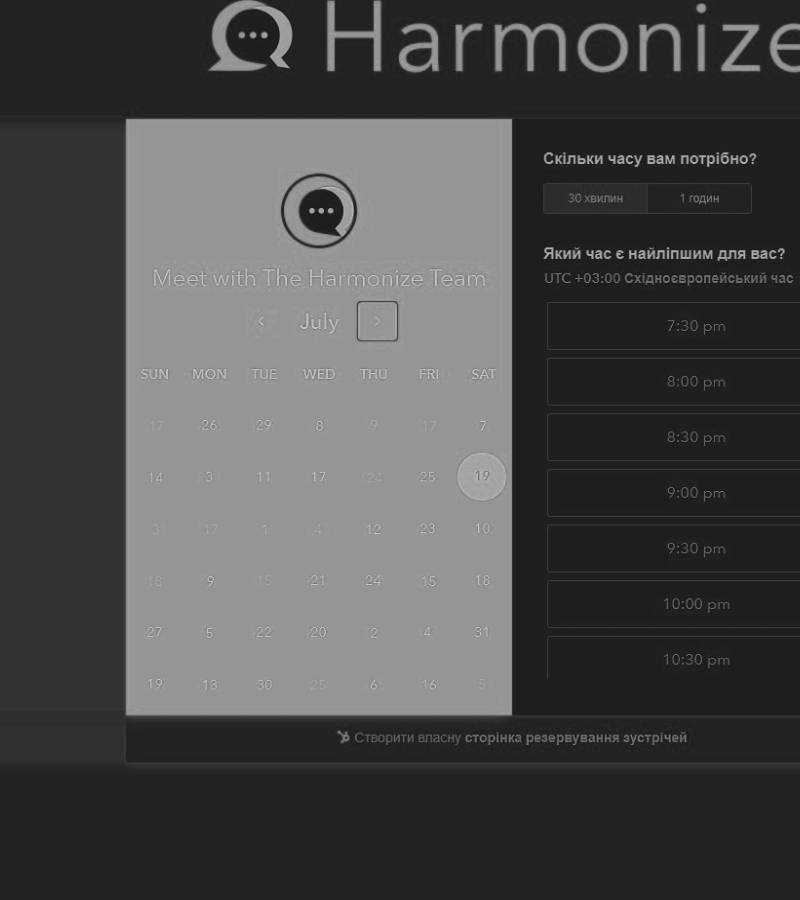 Harmonize
Meet with The Harmonize Team
July
SUN MON TUE WED THU FRI SAT
17 26 29 8 9 17 7
14 3 11 17 24 25 19
3 17 1 4 12 23 10
18 9 15 21 24 15 18
27 5 22 20 2 4 31
19 13 30 25 6 16 5
Скільки часу вам потрібно?
30 хвилин 1 годин
Який час є найліпшим для вас?
UTC +03:00 Східноєвропейський час
7:30 pm
8:00 pm
8:30 pm
9:00 pm
9:30 pm
10:00 pm
10:30 pm
Створити власну сторінка резервування зустрічей